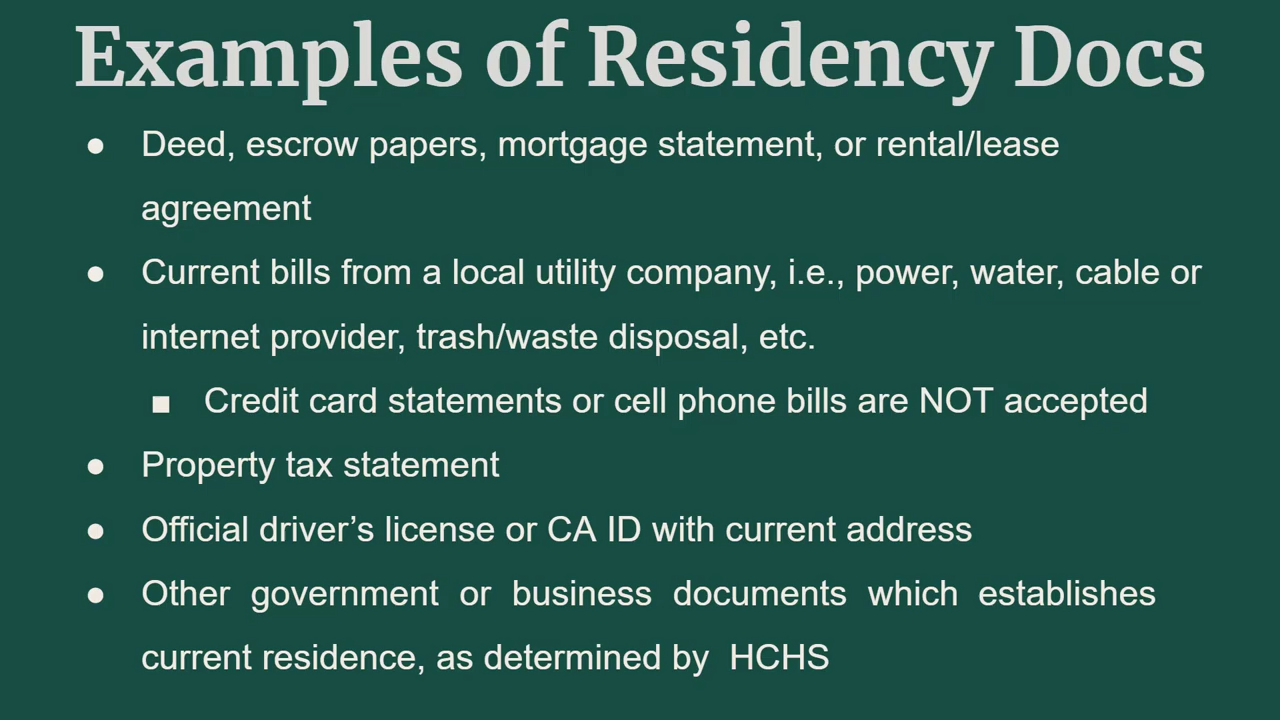 Examples of Residency Docs
● Deed, escrow papers, mortgage statement, or rental/lease
agreement
● Current bills from a local utility company, i.e., power, water, cable or
internet provider, trash/waste disposal, etc.
■ Credit card statements or cell phone bills are NOT accepted
● Property tax statement
● Official driver’s license or CA ID with current address
● Other government or business documents which establishes
current residence, as determined by HCHS